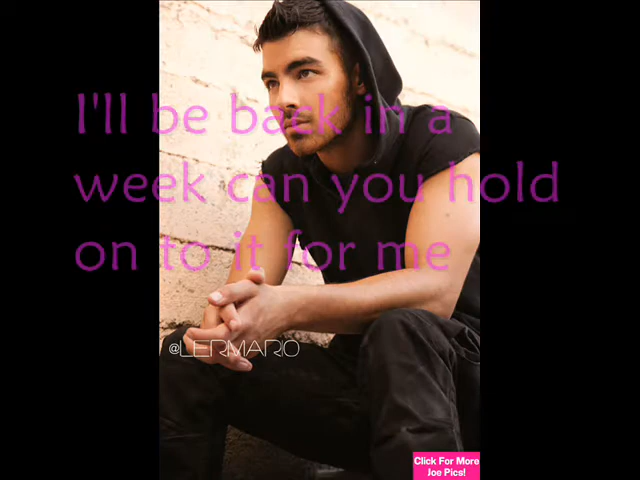 I'll be back in a
week can you hold
on to it for me
@LERMARIO
Click For More
Joe Pics!